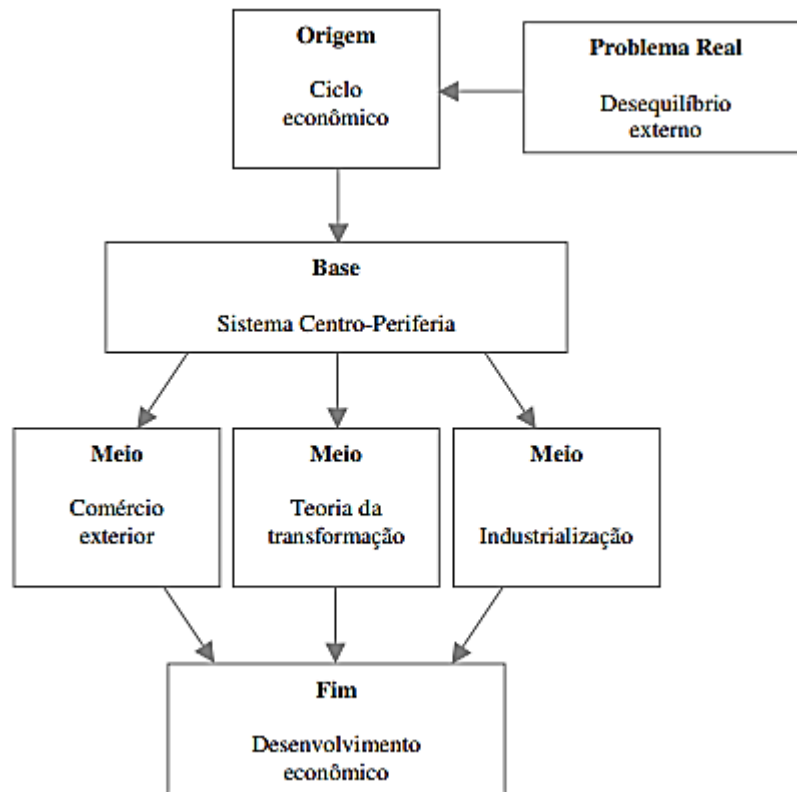 Origem
Ciclo
econômico
Problema Real
Desequilíbrio
externo
Base
Sistema Centro-Periferia
Meio
Comércio
exterior
Meio
Teoria da
transformação
Meio
Industrialização
Fim
Desenvolvimento
econômico